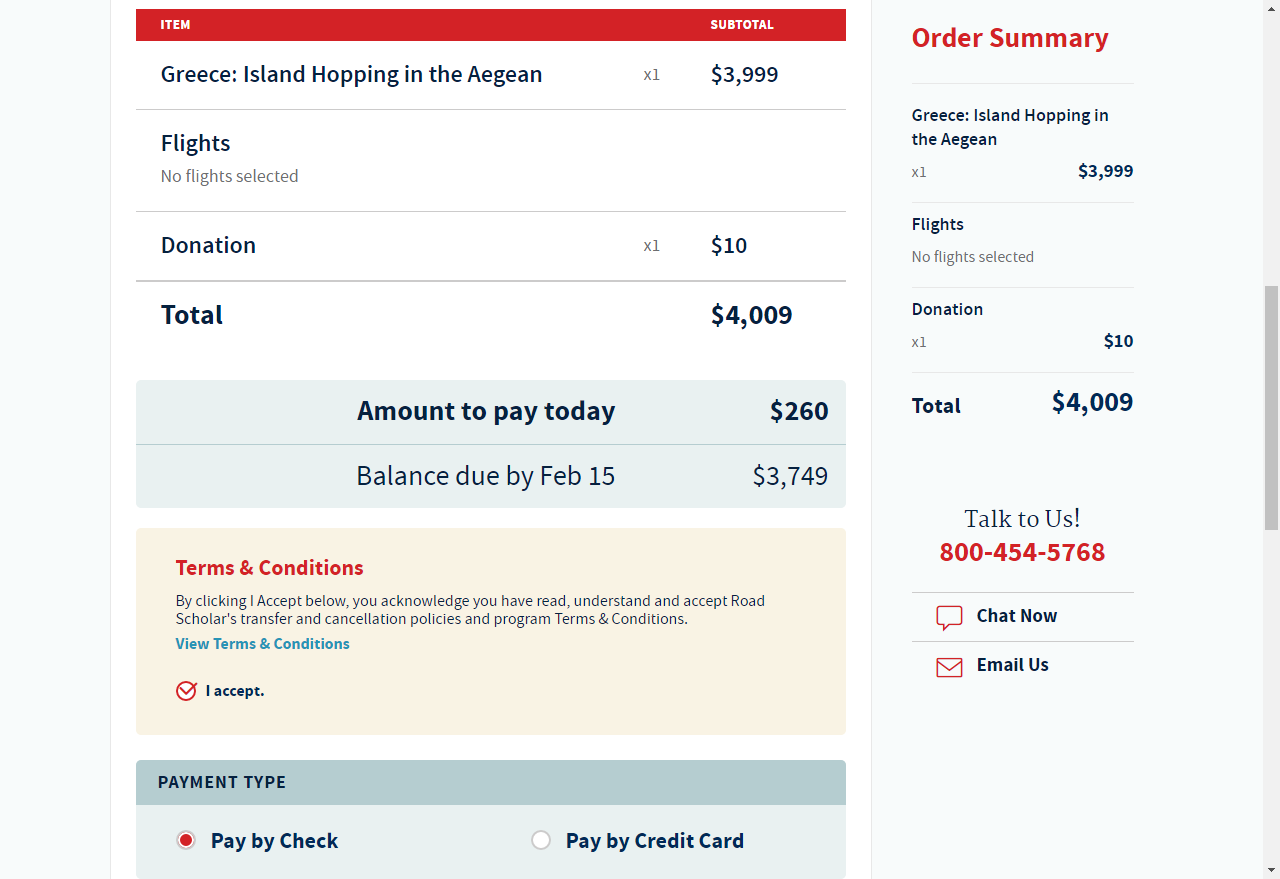 ITEM SUBTOTAL
Greece: Island Hopping in the Aegean x1 $3,999
Flights
No flights selected
Donation x1 $10
Total $4,009
Amount to pay today $260
Balance due by Feb 15 $3,749
Terms & Conditions
By clicking I Accept below, you acknowledge you have read, understand and accept Road
Scholar's transfer and cancellation policies and program Terms & Conditions.
View Terms & Conditions
I accept.
PAYMENT TYPE
Pay by Check Pay by Credit Card
Order Summary
Greece: Island Hopping in
the Aegean
x1 $3,999
Flights
No flights selected
Donation
x1 $10
Total $4,009
Talk to Us!
800-454-5768
Chat Now
Email Us